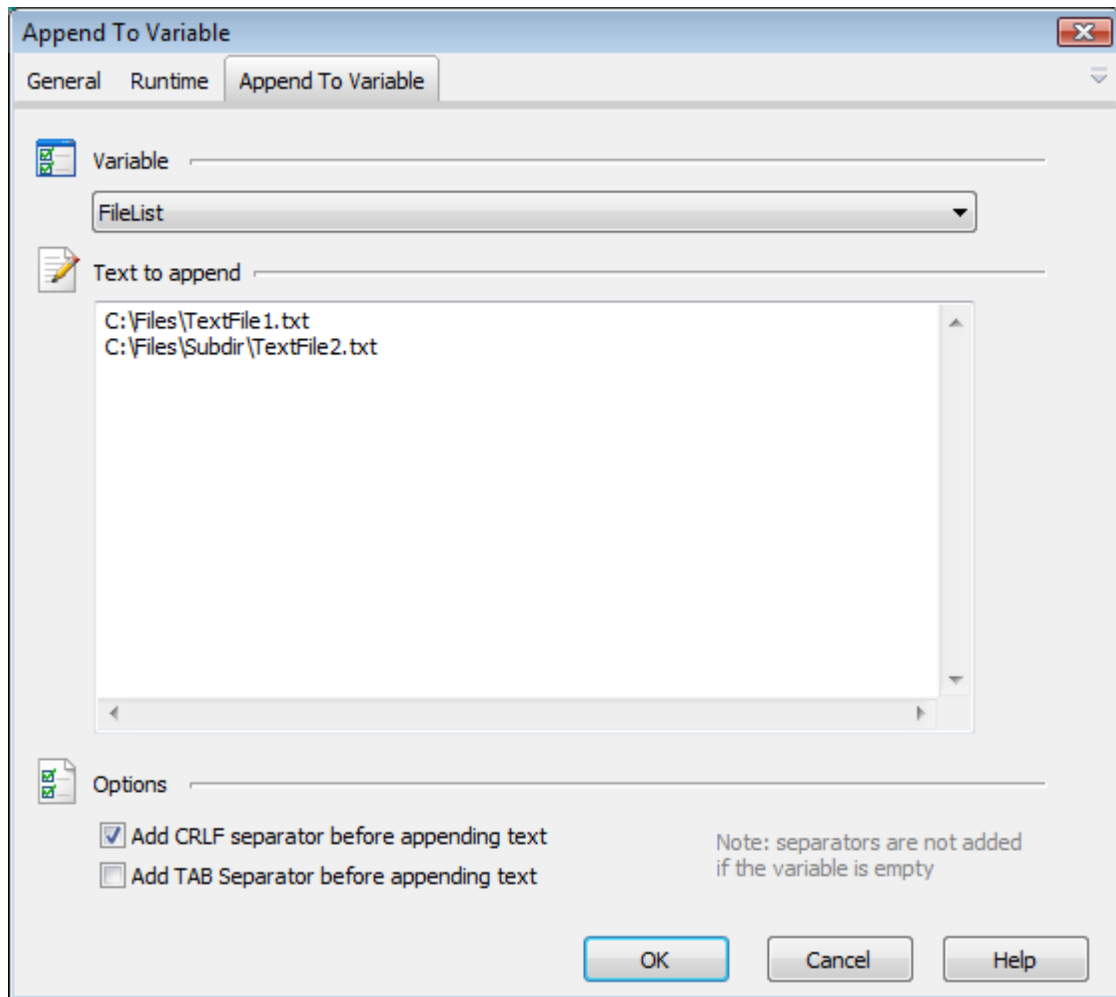 Append To Variable
General Runtime Append To Variable
Variable
FileList
Text to append
C:\Files\TextFile1.txt
C:\Files\Subdir\TextFile2.txt
Options
Add CRLF separator before appending text
Add TAB Separator before appending text
Note: separators are not added
if the variable is empty
OK Cancel Help